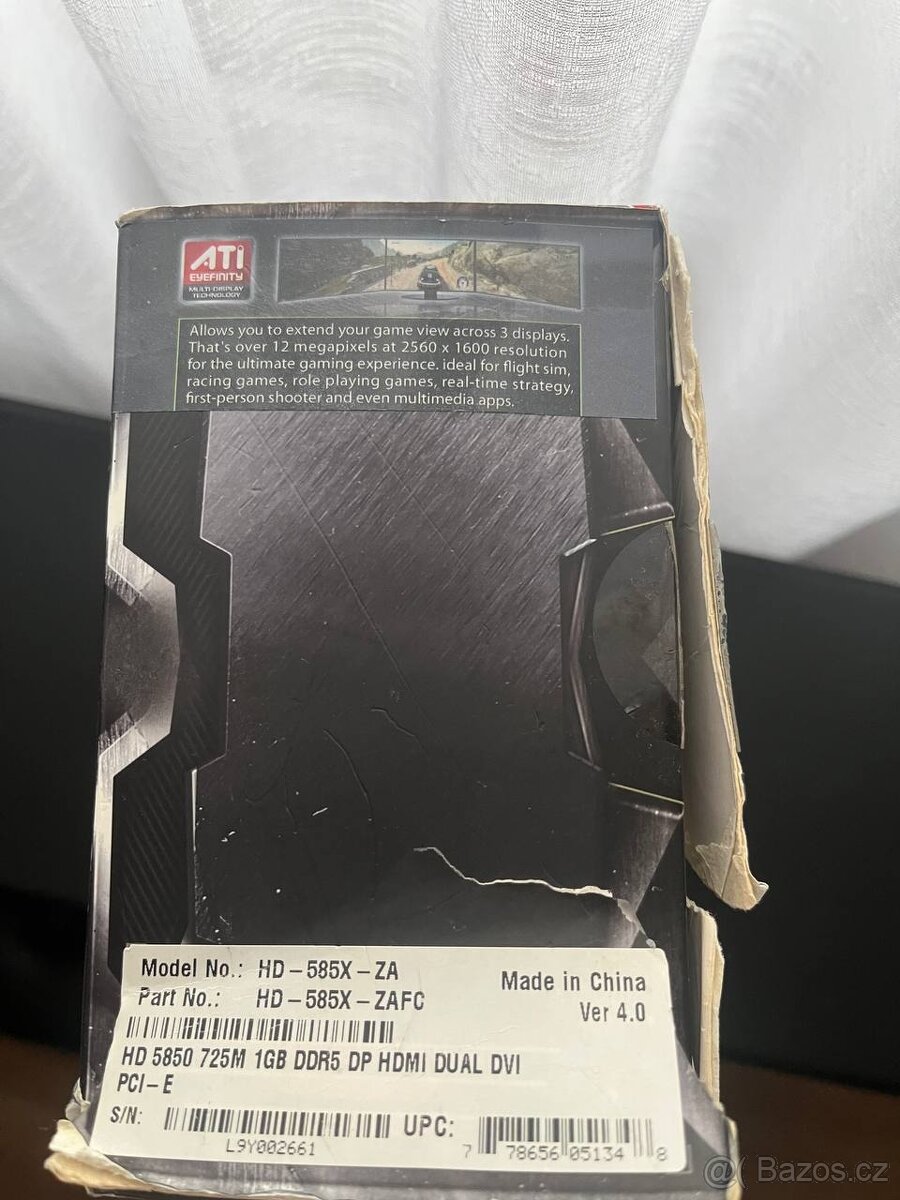 ATI
EYEFINITY
MULTI-DISPLAY
TECHNOLOGY
Allows you to extend your game view across 3 displays.
That's over 12 megapixels at 2560 x 1600 resolution
for the ultimate gaming experience. ideal for flight sim,
racing games, role playing games, real-time strategy,
first-person shooter and even multimedia apps.
Model No.: HD-585X-ZA
Part No.: HD-585X-ZAFC
Made in China
Ver 4.0
HD 5850 725M 1GB DDR5 DP HDMI DUAL DVI
PCI-E
S/N:
L9Y002661
UPC:
7 78656 05134 8
@( Bazos.cz